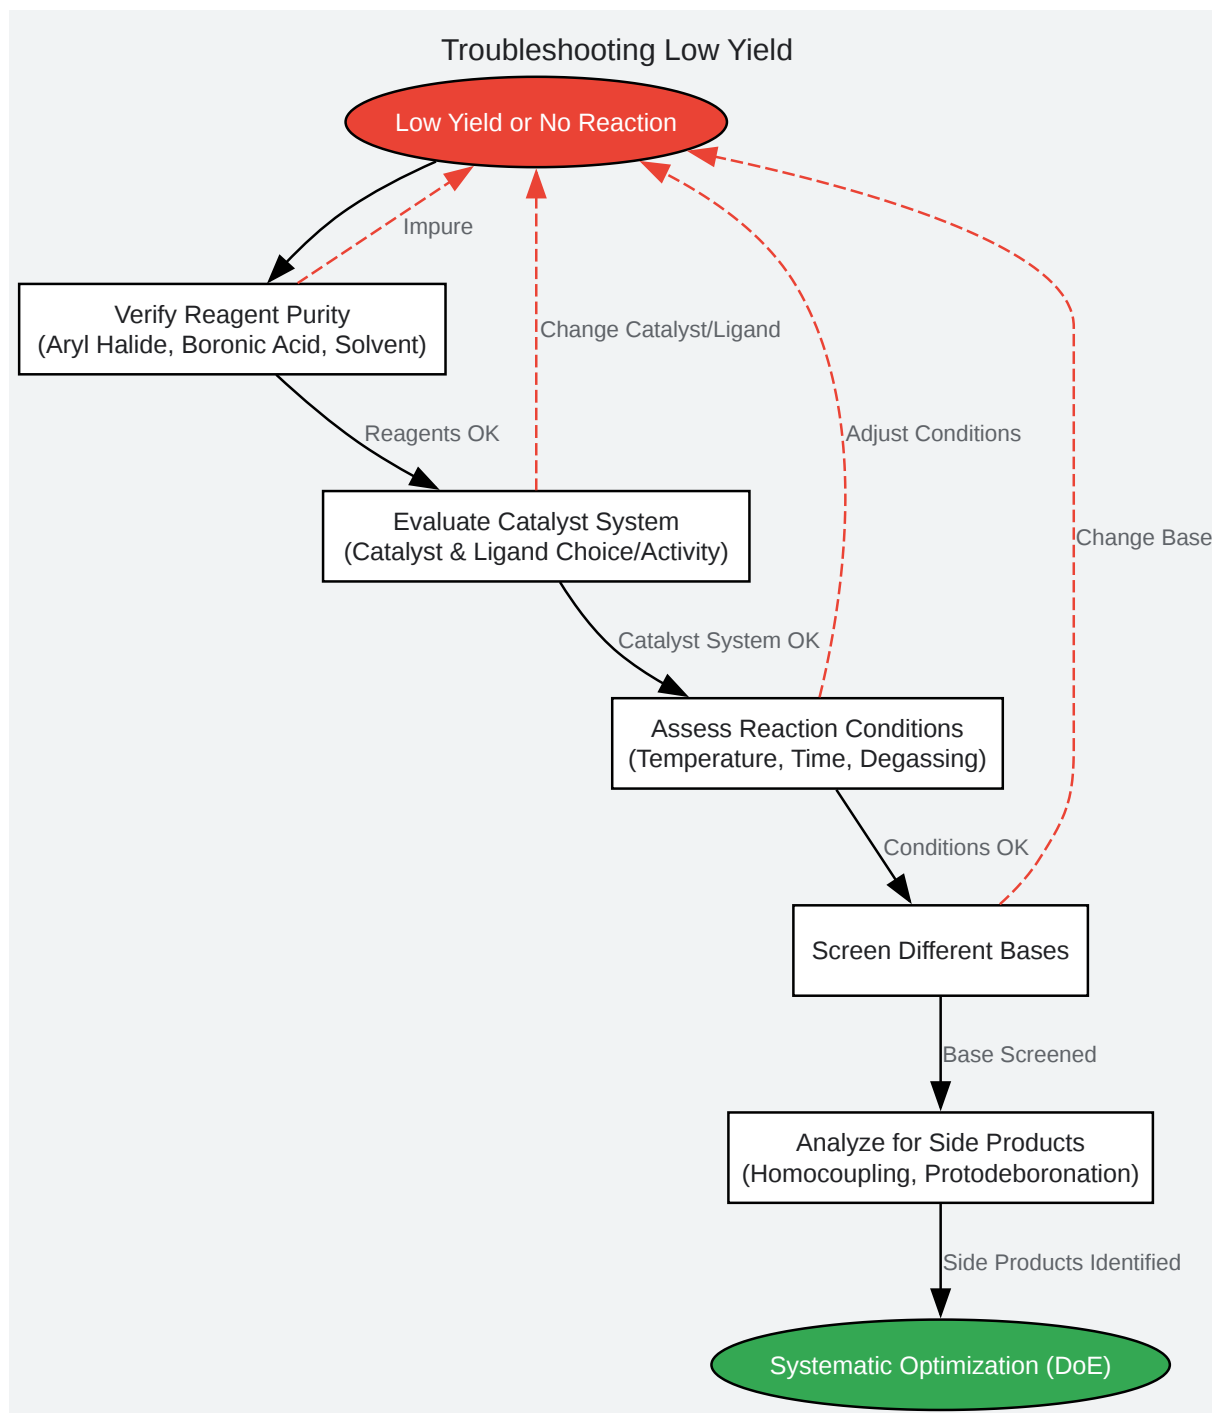 Troubleshooting Low Yield
Low Yield or No Reaction
Impure
Verify Reagent Purity
(Aryl Halide, Boronic Acid, Solvent)
Change Catalyst/Ligand
Reagents OK
Adjust Conditions
Evaluate Catalyst System
(Catalyst & Ligand Choice/Activity)
Change Base
Catalyst System OK
Assess Reaction Conditions
(Temperature, Time, Degassing)
Conditions OK
Screen Different Bases
Base Screened
Analyze for Side Products
(Homocoupling, Protodeboronation)
Side Products Identified
Systematic Optimization (DoE)